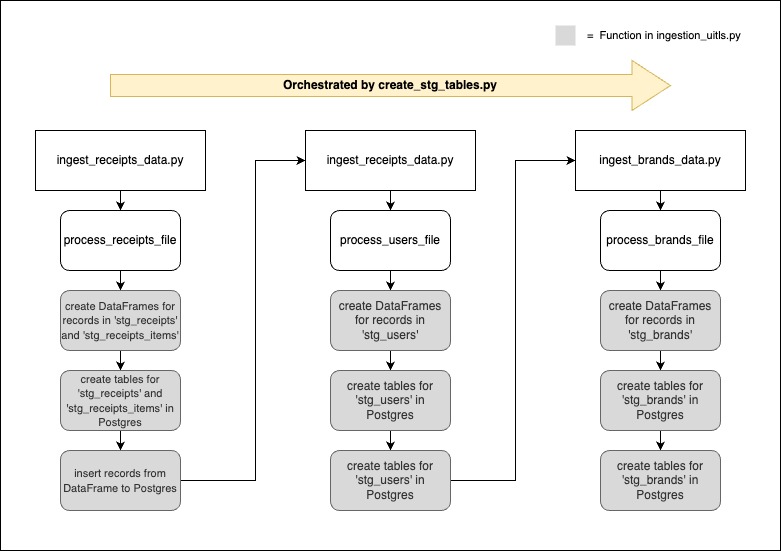 = Function in ingestion_uitls.py
Orchestrated by create_stg_tables.py
ingest_receipts_data.py
process_receipts_file
create DataFrames for
records in 'stg_receipts'
and 'stg_receipts_items'
create tables for
'stg_receipts' and
'stg_receipts_items' in
Postgres
insert records from
DataFrame to Postgres
ingest_receipts_data.py
process_users_file
create DataFrames
for records in
'stg_users'
create tables for
'stg_users' in
Postgres
create tables for
'stg_users' in
Postgres
ingest_brands_data.py
process_brands_file
create DataFrames
for records in
'stg_brands'
create tables for
'stg_brands' in
Postgres
create tables for
'stg_brands' in
Postgres